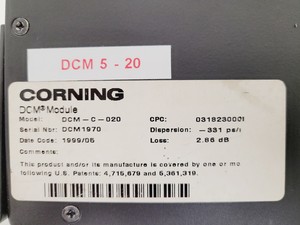 DCM 5 - 20
CORNING
DCM® Module
Model: DCM-C-020 CPC: 031823000I
Serial Nbr: DCM1970 Dispersion: -331 ps/
Date Code: 1999/05 Loss: 2.86 dB
Comments:
This product and/or its manufacture is covered by one or mo
following U.S. Patents: 4,715,679 and 5,361,319.